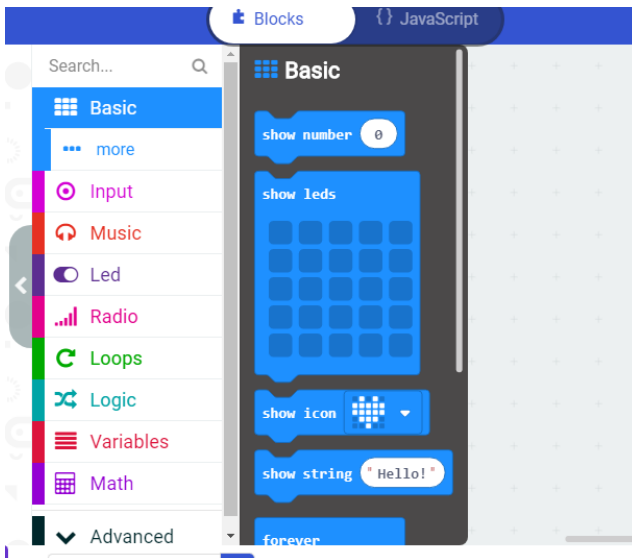 Blocks
{} JavaScript
Search...
Basic
more
Input
Music
Led
Radio
Loops
Logic
Variables
Math
Advanced
Basic
show number 0
show leds
show icon
show string "Hello!"
forever